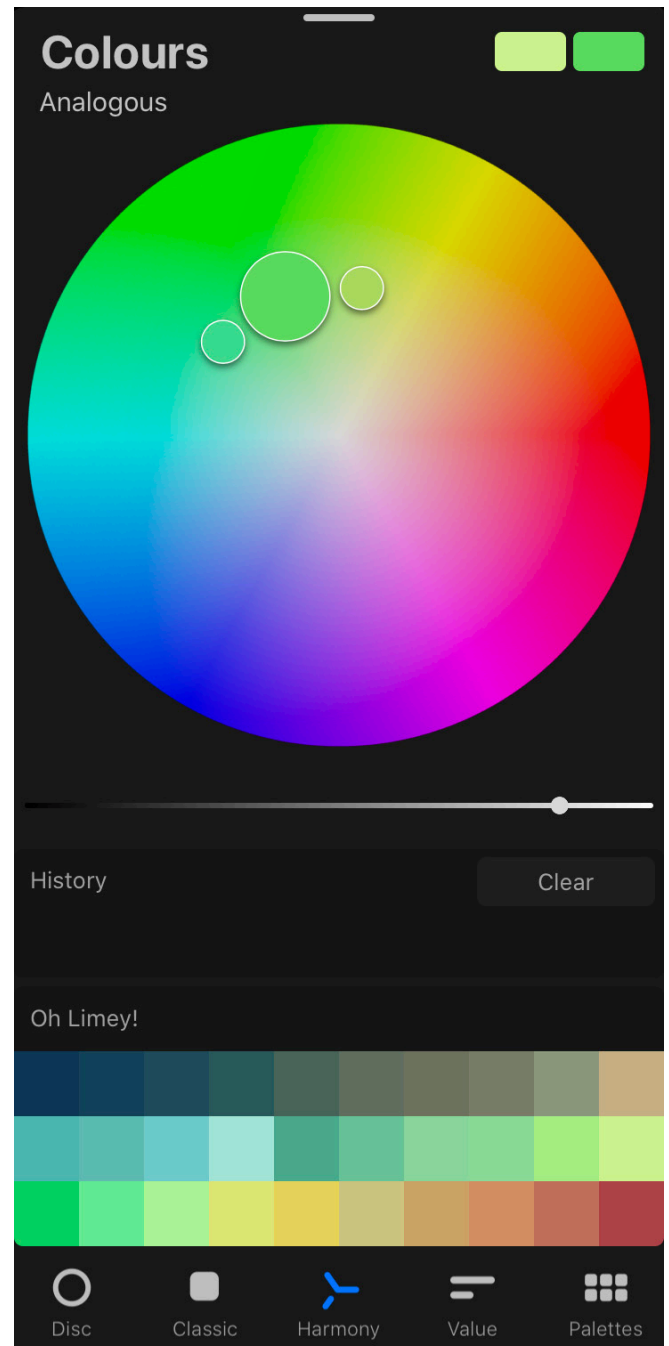 Colours
Analogous
History
Clear
Oh Limey!
Disc
Classic
Harmony
Value
Palettes